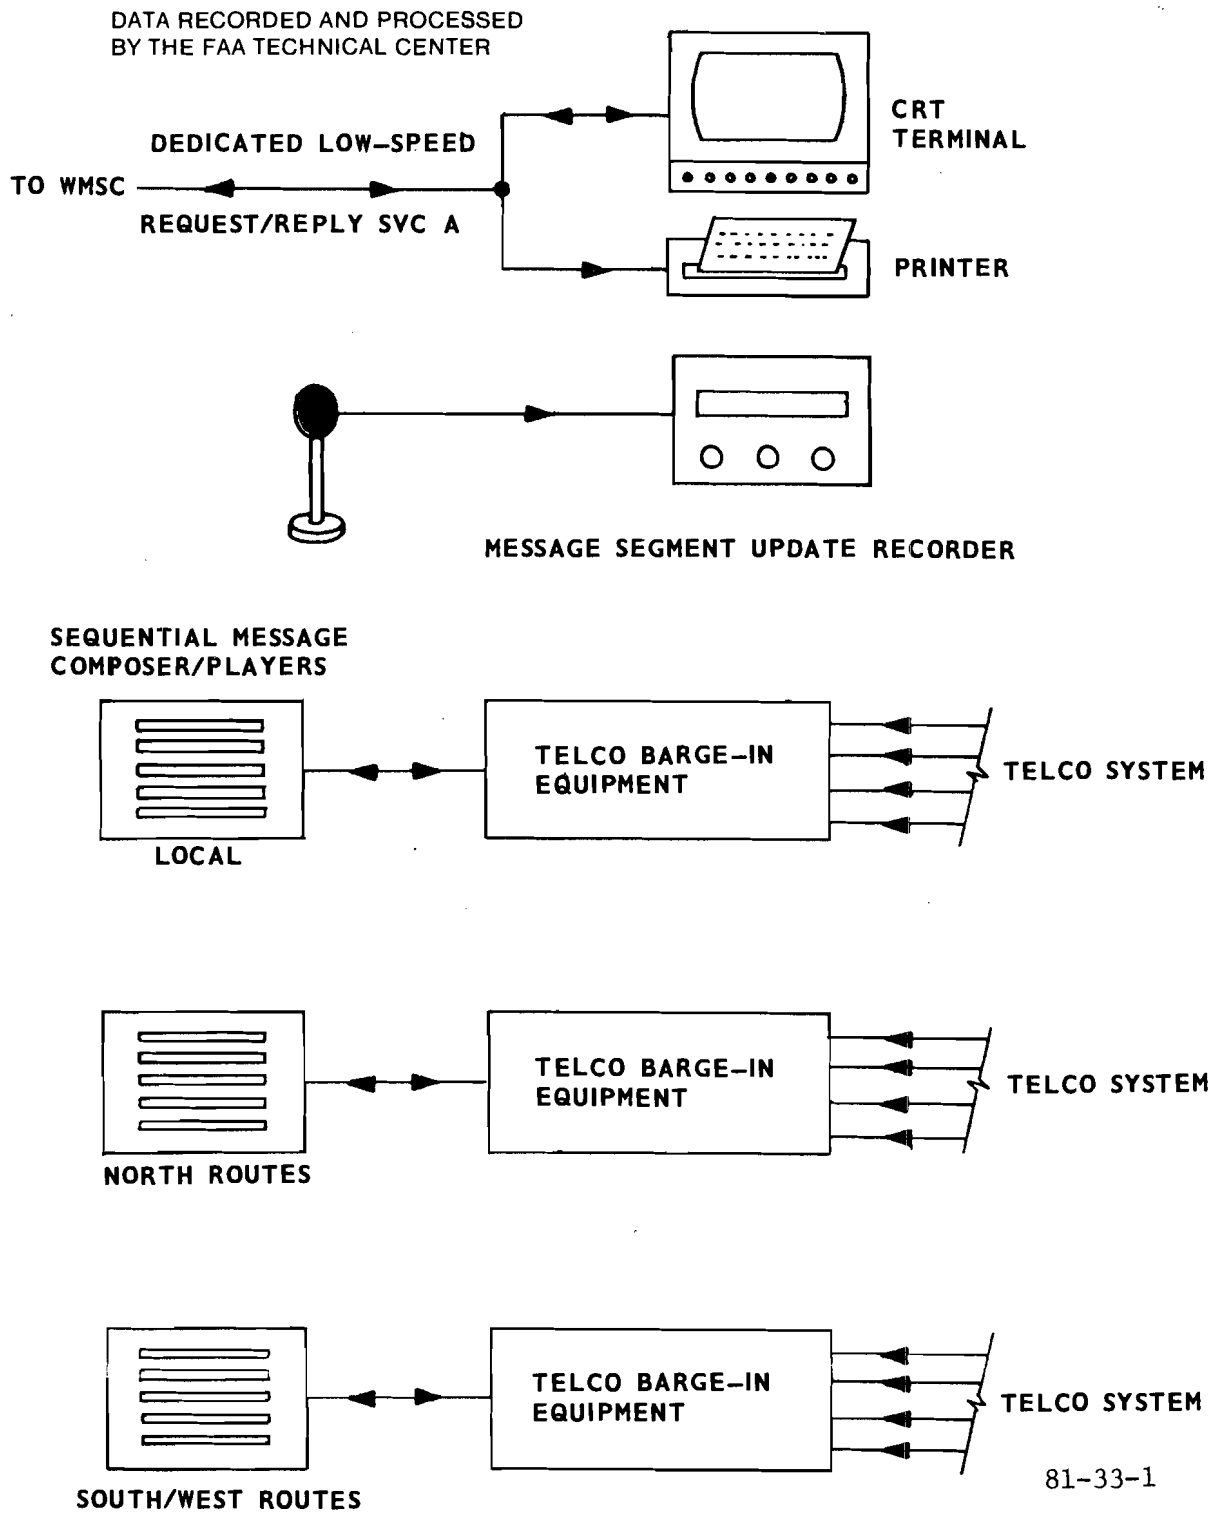 DATA RECORDED AND PROCESSED
BY THE FAA TECHNICAL CENTER
DEDICATED LOW-SPEED
TO WMSC
REQUEST/REPLY SVC A
CRT
TERMINAL
PRINTER
MESSAGE SEGMENT UPDATE RECORDER
SEQUENTIAL MESSAGE
COMPOSER/PLAYERS
TELCO BARGE-IN
EQUIPMENT
TELCO SYSTEM
LOCAL
TELCO BARGE-IN
EQUIPMENT
TELCO SYSTEM
NORTH ROUTES
TELCO BARGE-IN
EQUIPMENT
TELCO SYSTEM
SOUTH/WEST ROUTES
81-33-1